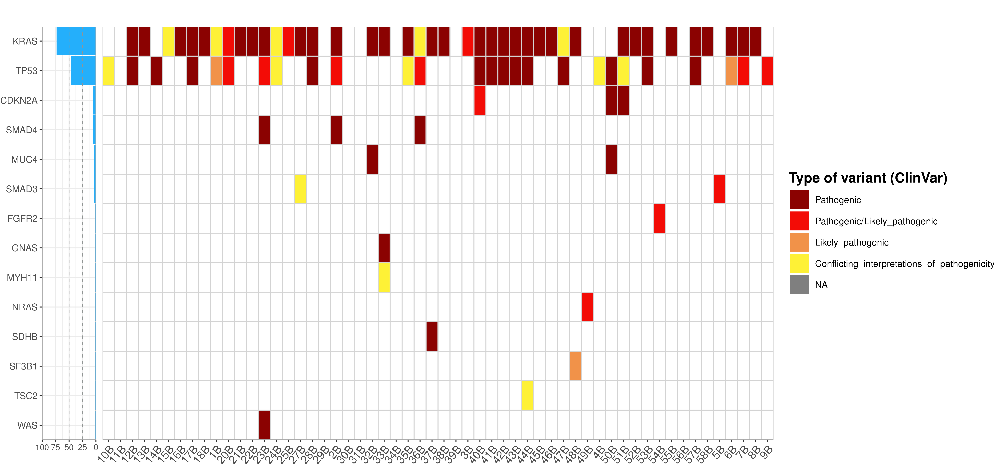 KRAS
TP53
CDKN2A
SMAD4
MUC4
SMAD3
FGFR2
GNAS
MYH11
NRAS
SDHB
SF3B1
TSC2
WAS
100 75 50 25 0
10B 11B 12B 13B 14B 15B 16B 17B 18B 1B 20B 21B 22B 23B 24B 25B 27B 28B 29B 2B 30B 31B 32B 33B 34B 35B 36B 37B 38B 39B 3B 40B 41B 42B 43B 44B 45B 46B 47B 48B 49B 4B 50B 51B 52B 53B 54B 55B 56B 57B 58B 5B 6B 7B 8B 9B
Type of variant (ClinVar)
Pathogenic
Pathogenic/Likely_pathogenic
Likely_pathogenic
Conflicting_interpretations_of_pathogenicity
NA